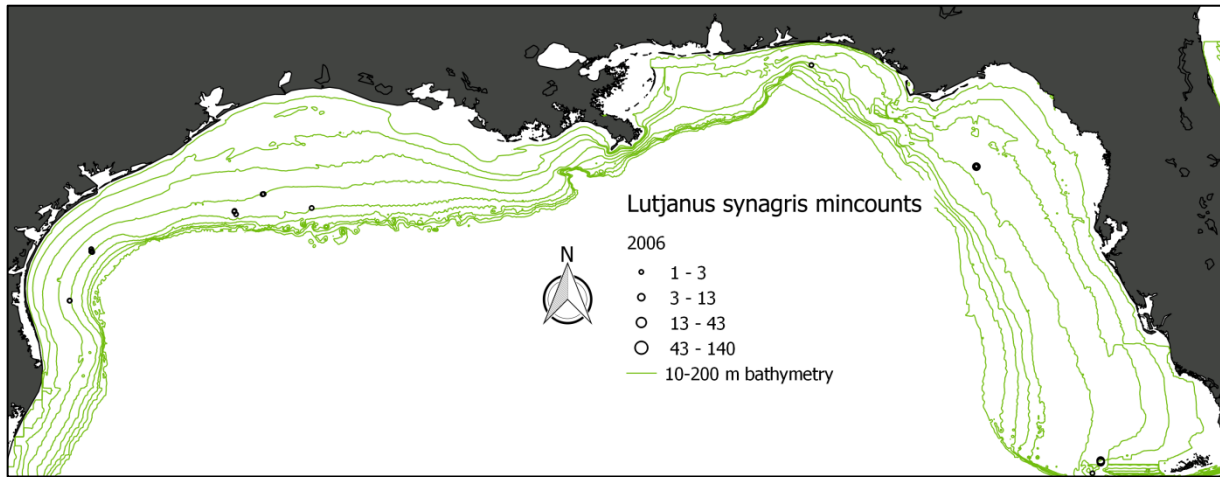 Lutjanus synagris mincounts
2006
N
1 - 3
3 - 13
13 - 43
43 - 140
10-200 m bathymetry